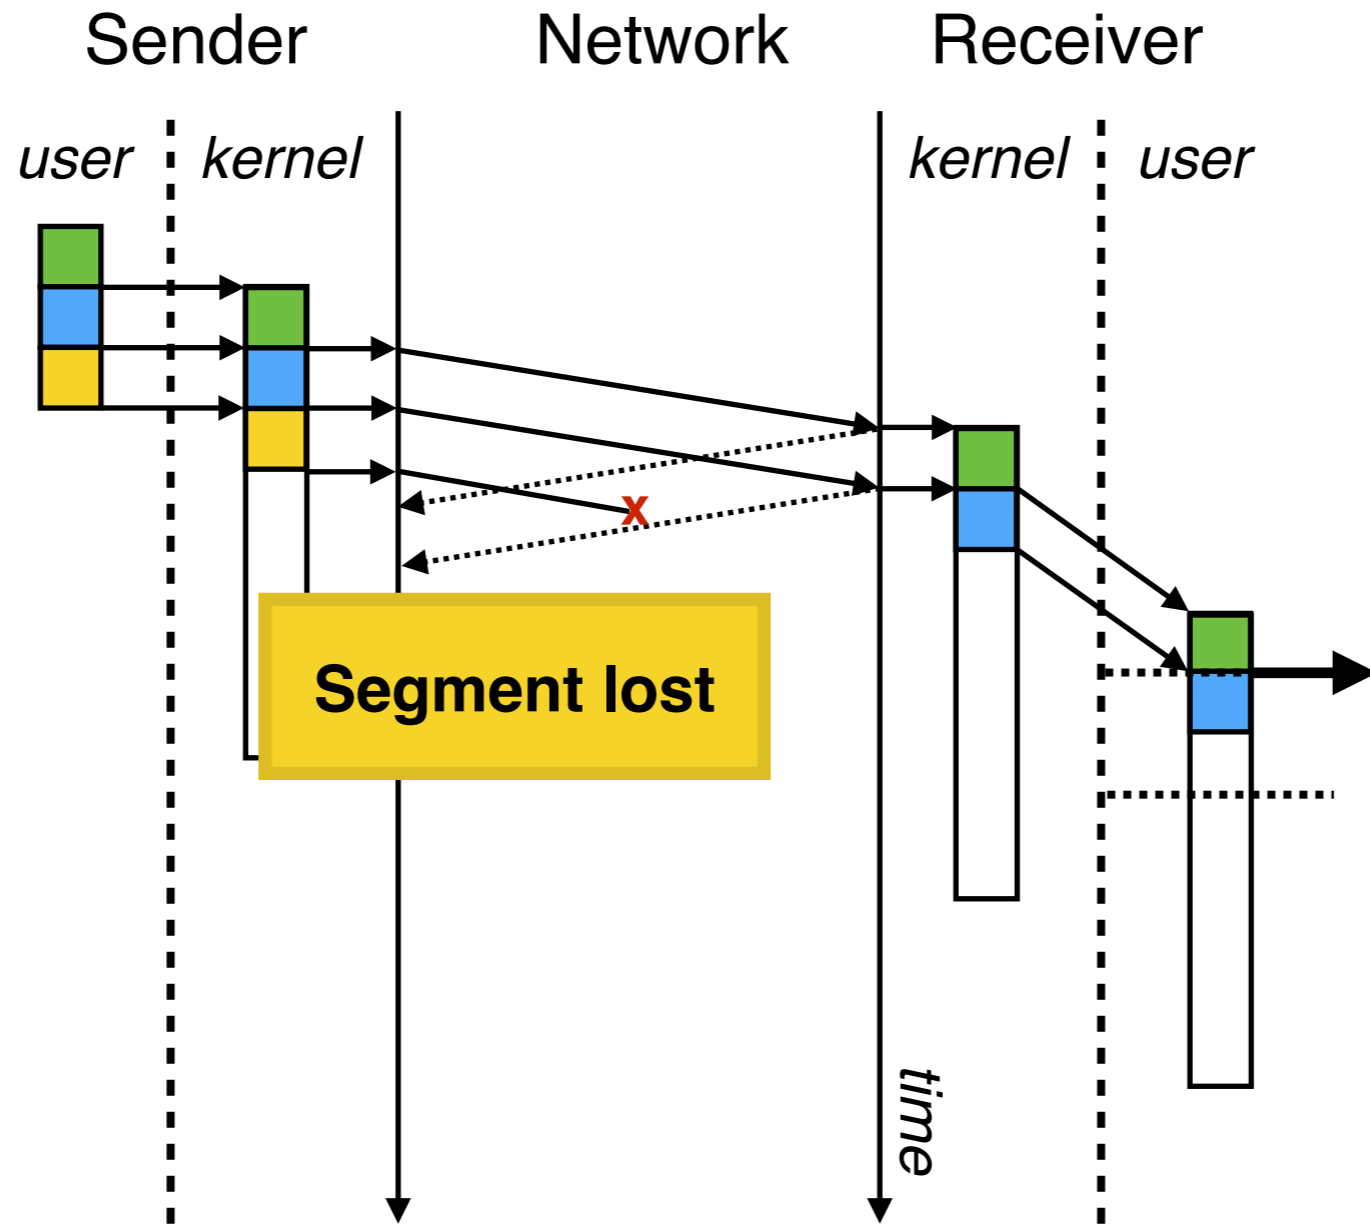 Sender Network Receiver
user kernel kernel user
x
Segment lost
time